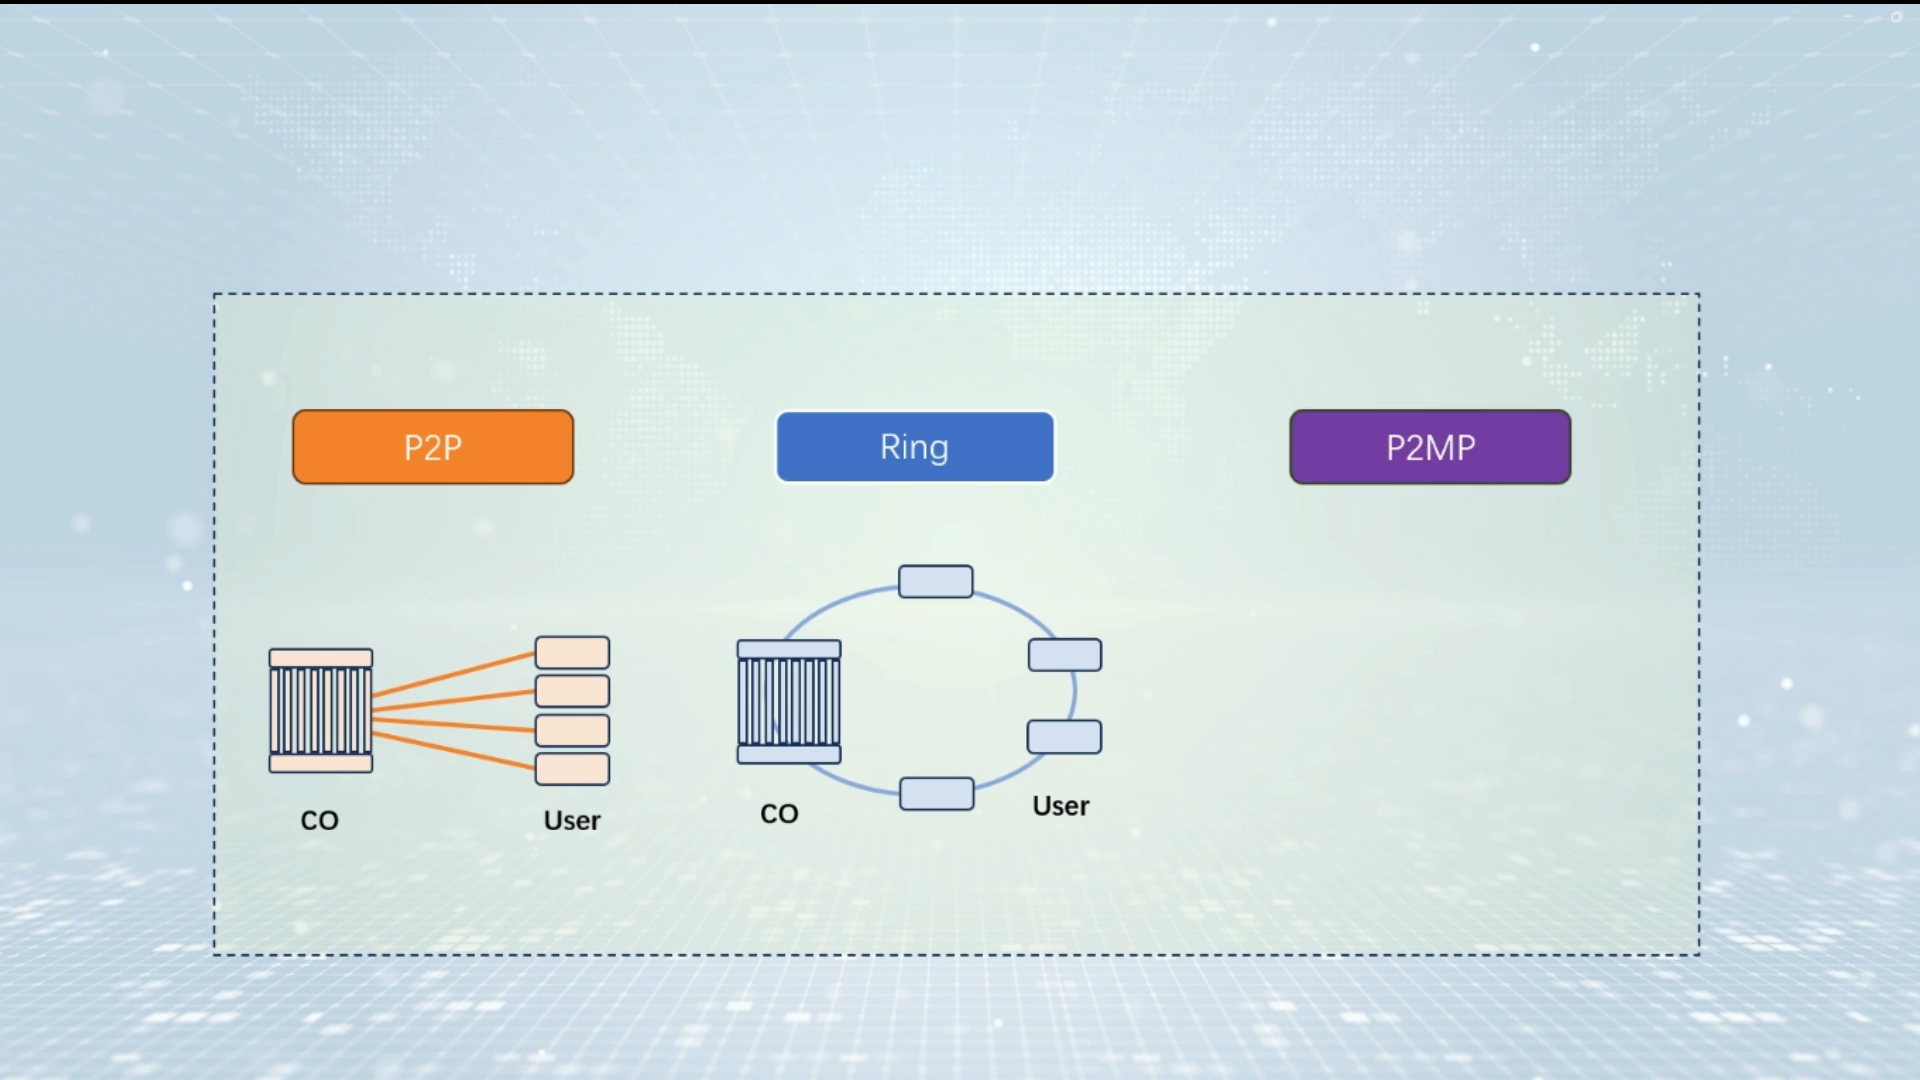 P2P
Ring
P2MP
CO
User
CO
User